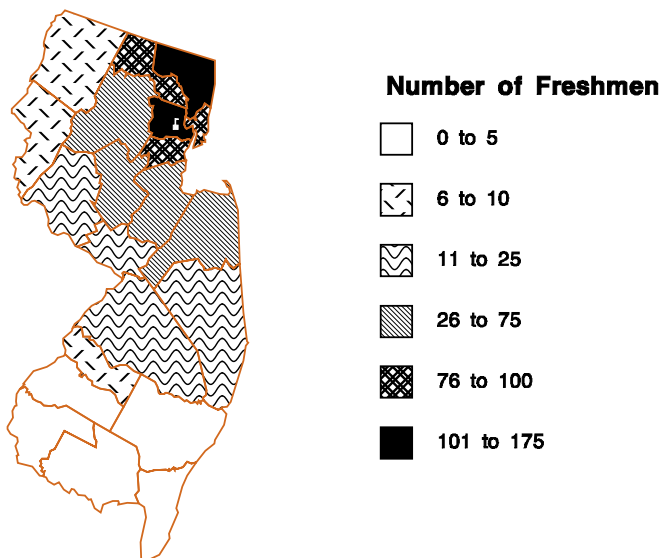 Number of Freshmen
0 to 5
6 to 10
11 to 25
26 to 75
76 to 100
101 to 175